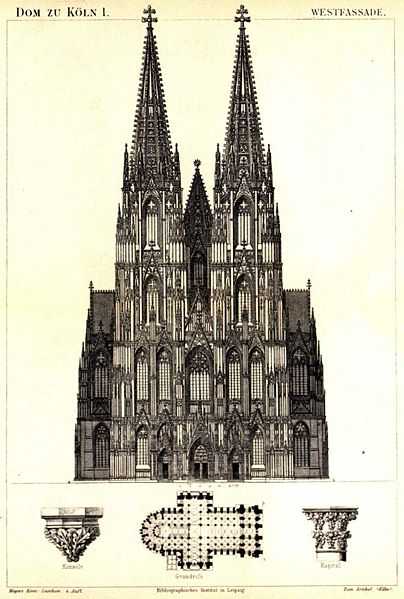 DOM ZU KÖLN I.
WESTFASSADE.
Konsole
Grundriß
Kapitäl
Meyers Konv.-Lexikon 4. Aufl.
Bibliographisches Institut in Leipzig.
Zum Artikel »Köln«.